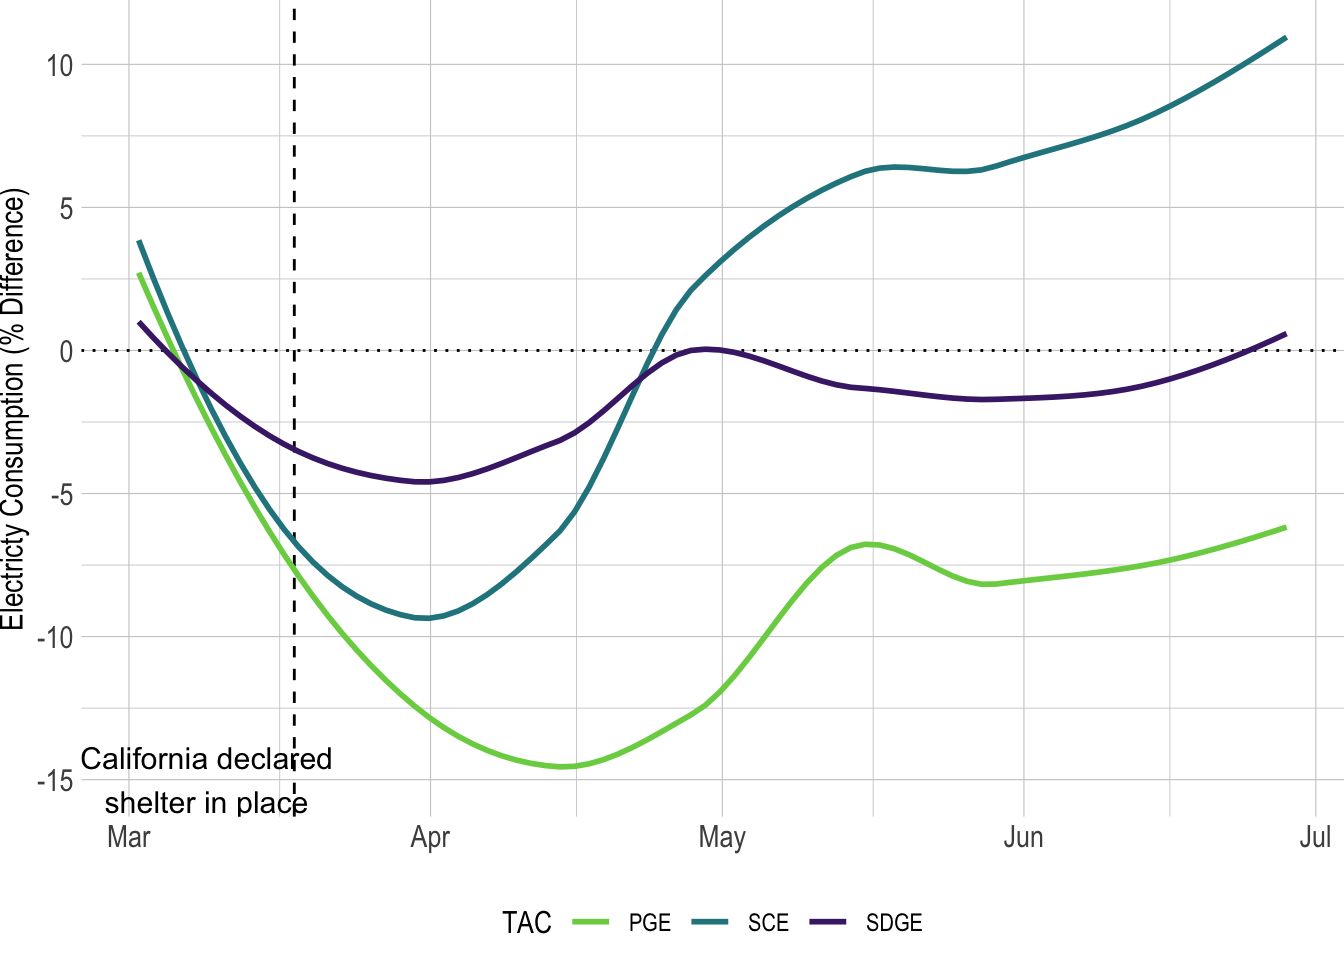 Electricty Consumption (% Difference)
10
5
0
-5
-10
-15
California declared
shelter in place
Mar Apr May Jun Jul
TAC PGE SCE SDGE